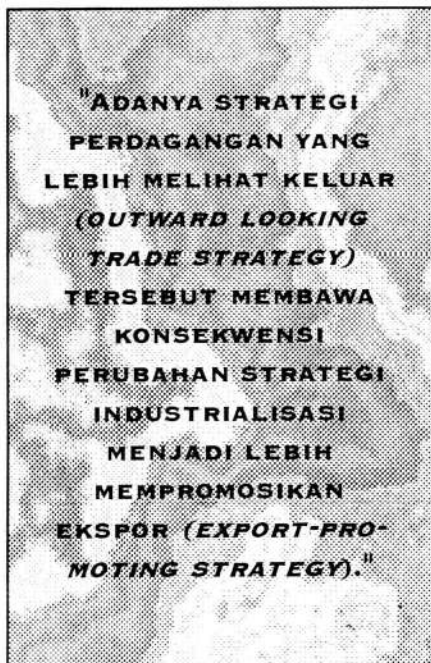 "ADANYA STRATEGI
PERDAGANGAN YANG
LEBIH MELIHAT KELUAR
(OUTWARD LOOKING
TRADE STRATEGY)
TERSEBUT MEMBAWA
KONSEKWENSI
PERUBAHAN STRATEGI
INDUSTRIALISASI
MENJADI LEBIH
MEMPROMOSIKAN
EKSPOR (EXPORT-PRO-
MOTING STRATEGY)."